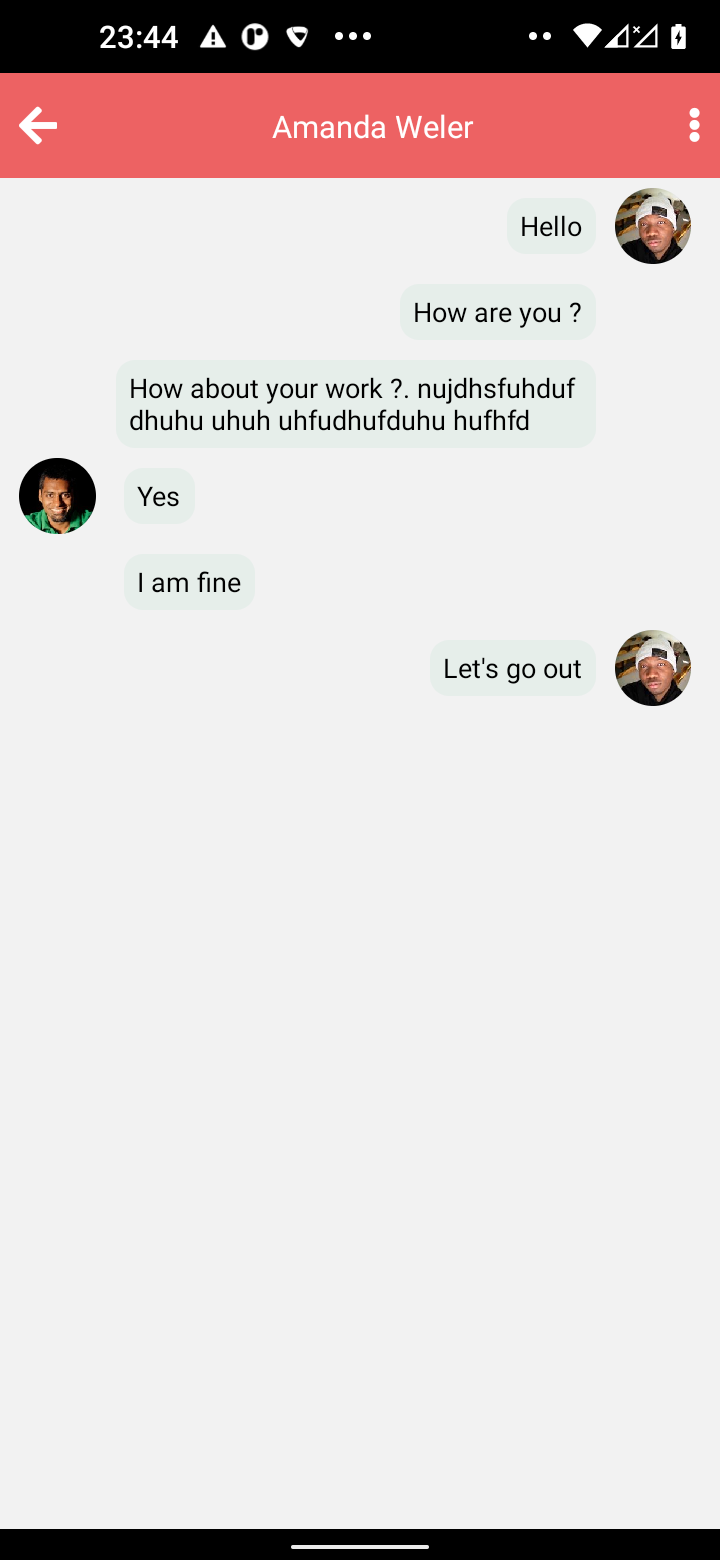 23:44
Amanda Weler
Hello
How are you ?
How about your work ?. nujdhsfuhduf
dhuhu uhuh uhfudhufduhu hufhfd
Yes
I am fine
Let's go out